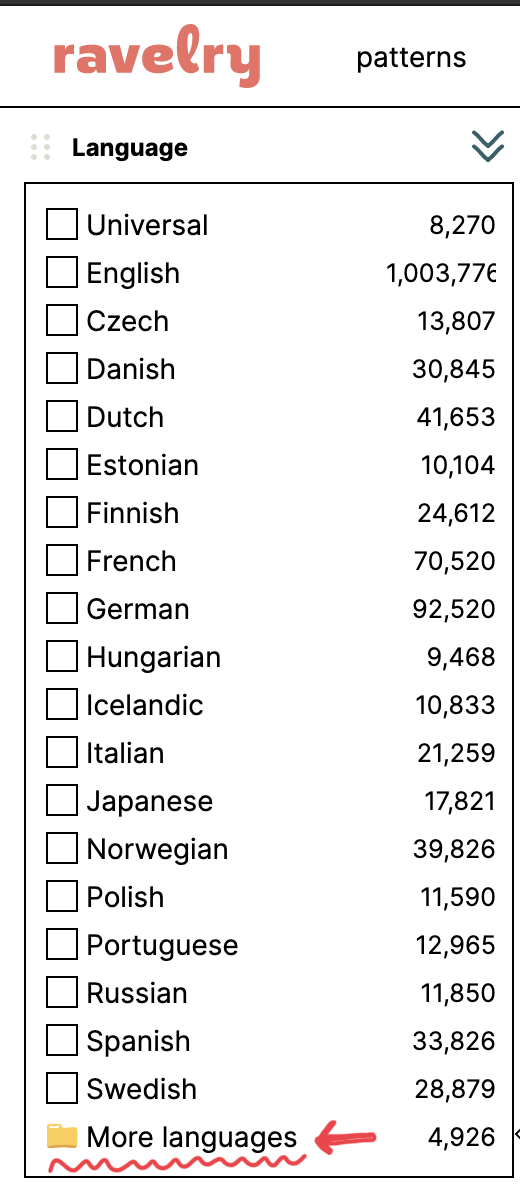 ravelry
patterns
Language
Universal 8,270
English 1,003,776
Czech 13,807
Danish 30,845
Dutch 41,653
Estonian 10,104
Finnish 24,612
French 70,520
German 92,520
Hungarian 9,468
Icelandic 10,833
Italian 21,259
Japanese 17,821
Norwegian 39,826
Polish 11,590
Portuguese 12,965
Russian 11,850
Spanish 33,826
Swedish 28,879
More languages 4,926